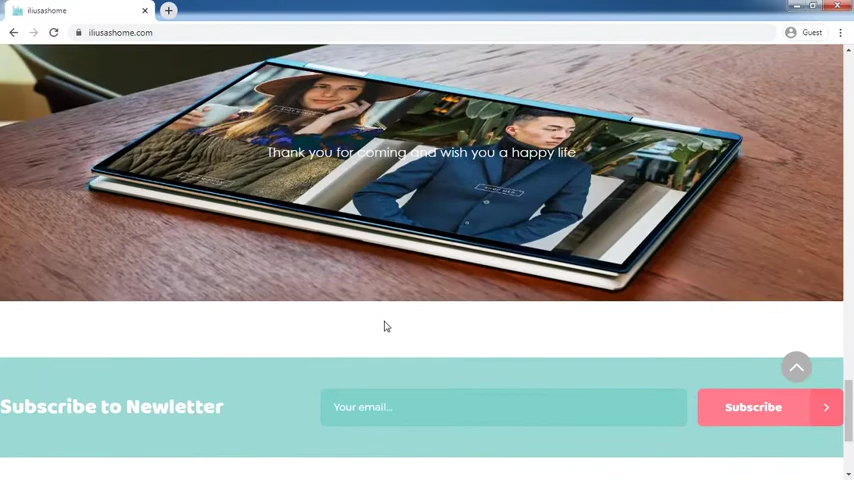 iliusashome
iliusashome.com
Guest
Thank you for coming and wish you a happy life
Subscribe to Newletter
Your email...
Subscribe